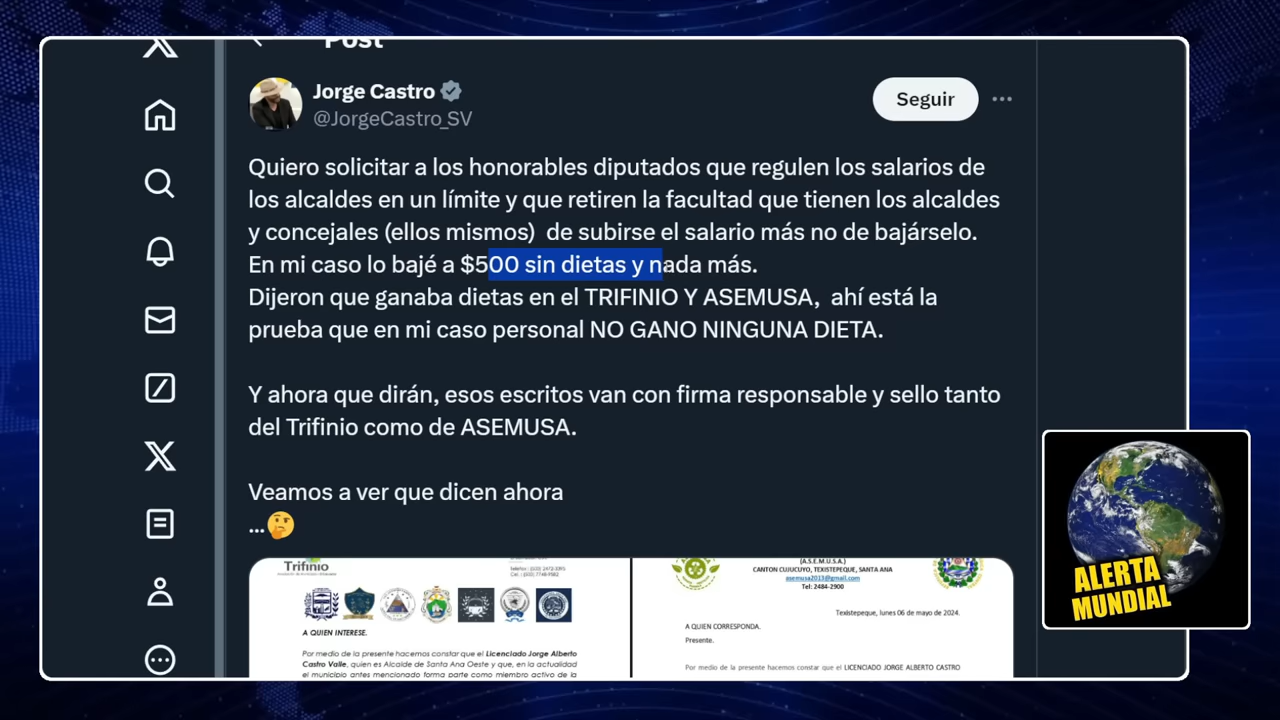 Post
Jorge Castro
@JorgeCastro_SV
Seguir
Quiero solicitar a los honorables diputados que regulen los salarios de
los alcaldes en un límite y que retiren la facultad que tienen los alcaldes
y concejales (ellos mismos)  de subirse el salario más no de bajárselo.
En mi caso lo bajé a $500 sin dietas y nada más.
Dijeron que ganaba dietas en el TRIFINIO Y ASEMUSA,  ahí está la
prueba que en mi caso personal NO GANO NINGUNA DIETA.
Y ahora que dirán, esos escritos van con firma responsable y sello tanto
del Trifinio como de ASEMUSA.
Veamos a ver que dicen ahora
...🤔
Trifinio
A QUIEN INTERESE.
Por medio de la presente hacemos constar que el Licenciado Jorge Alberto
Castro Valle, quien es Alcalde de Santa Ana Oeste y que, en la actualidad
el municipio antes mencionado forma parte como miembro activo de la
(A.S.E.M.U.S.A.)
CANTON CUJUCUYO, TEXISTEPEQUE, SANTA ANA
asemusa2013@gmail.com
Tel: 2484-2900
Texistepeque, lunes 06 de mayo de 2024.
A QUIEN CORRESPONDA.
Presente.
Por medio de la presente hacemos constar que el LICENCIADO JORGE ALBERTO CASTRO
ALERTA
MUNDIAL